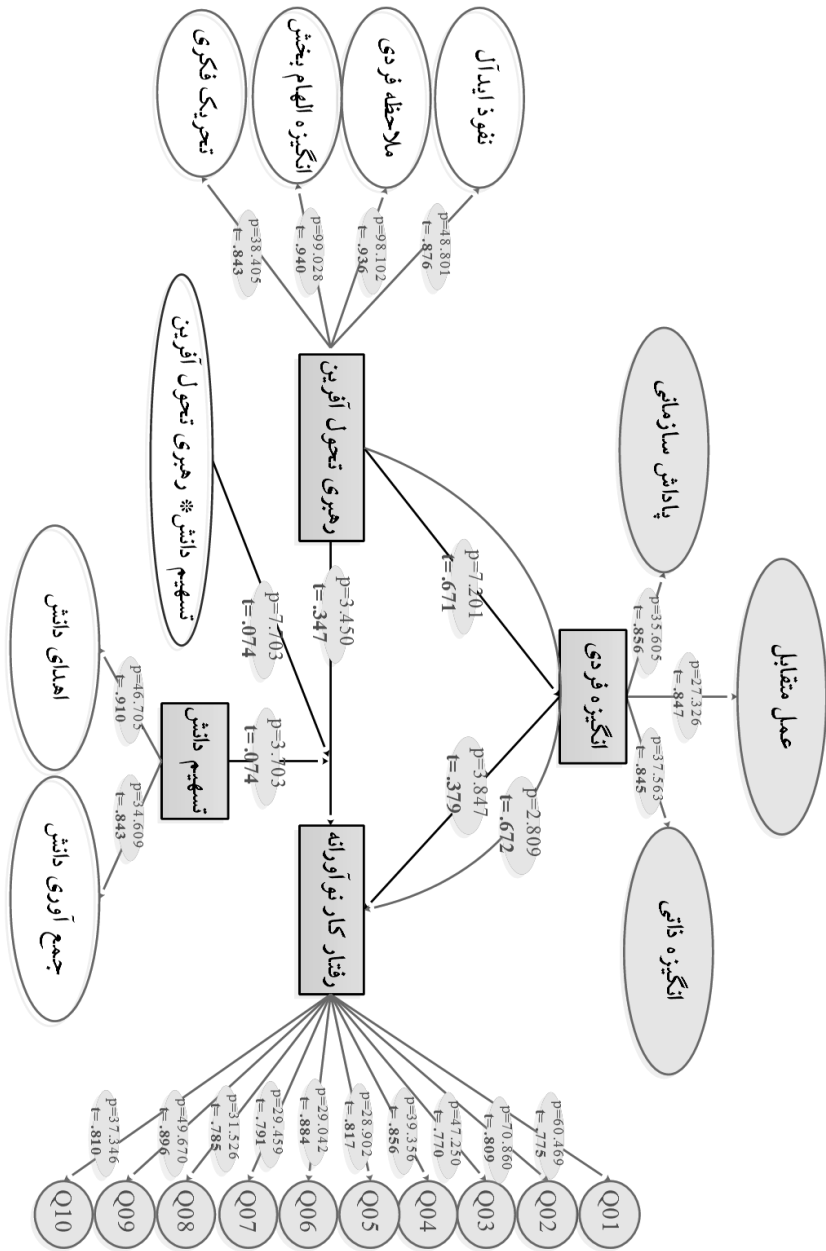 پاداش سازمانی
عمل متقابل
انگیزه ذاتی
p=35.605
t= .856
p=27.326
t= .847
p=37.563
t= .845
انگیزه فردی
p=7.201
t= .671
p=3.847
t= .379
p=2.809
t= .672
نفوذ ایدآل
ملاحظه فردی
انگیزه الهام بخش
تحریک فکری
p=48.801
t= .876
p=98.102
t= .936
p=99.028
t= .940
p=38.405
t= .843
رهبری تحول آفرین
p=3.450
t= .347
رفتار کار نوآورانه
p=60.469
t= .775
p=70.860
t= .809
p=47.250
t= .770
p=39.356
t= .856
p=28.902
t= .817
p=29.042
t= .884
p=29.459
t= .791
p=31.526
t= .785
p=49.670
t= .896
p=37.346
t= .810
Q01
Q02
Q03
Q04
Q05
Q06
Q07
Q08
Q09
Q10
تسهیم دانش* رهبری تحول آفرین
p=7.703
t= .074
p=3.703
t= .074
تسهیم دانش
p=46.705
t= .910
p=34.609
t= .843
اهدای دانش
جمع آوری دانش